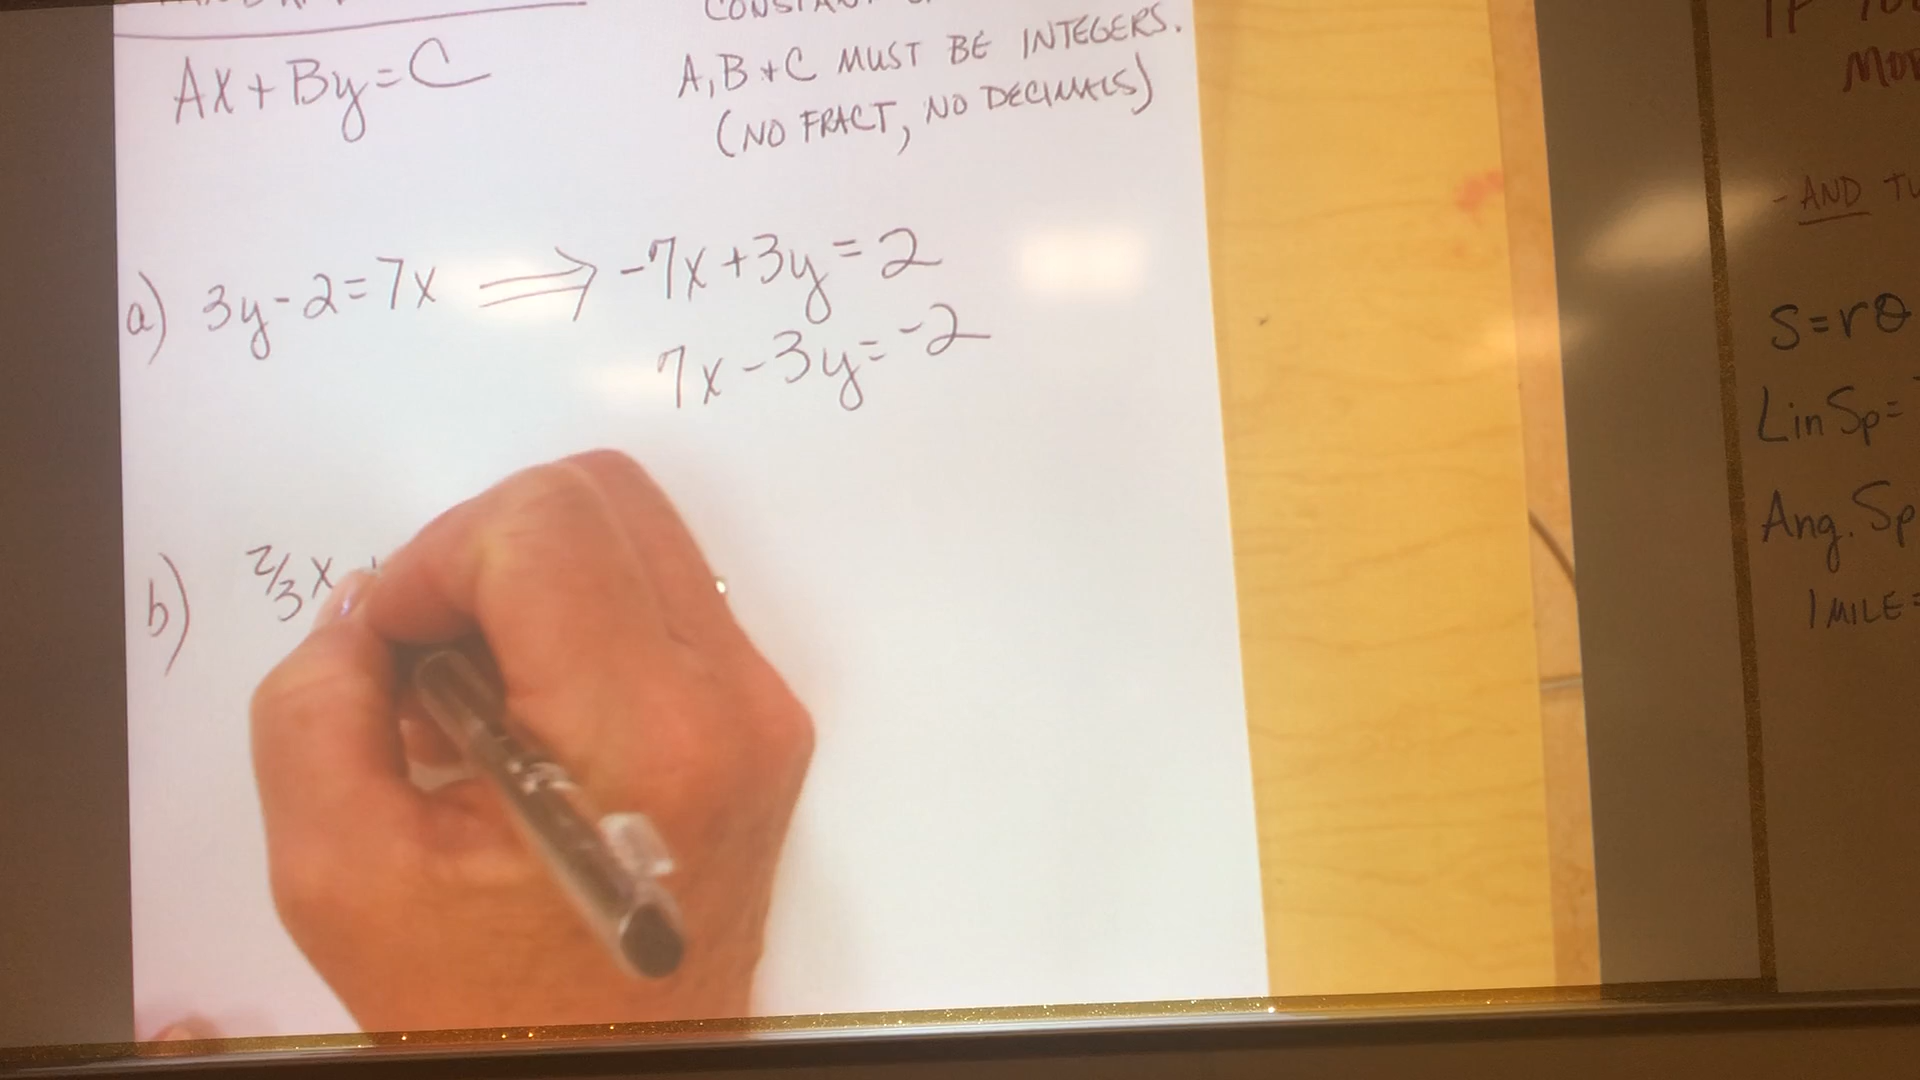 Ax + By = C
A, B + C MUST BE INTEGERS.
(NO FRACT, NO DECIMALS)
a) 3y - 2 = 7x ⟹ -7x + 3y = 2
7x - 3y = -2
b) 2/3 x +
IF
- AND
S = rθ
Lin Sp =
Ang. Sp
1 MILE =